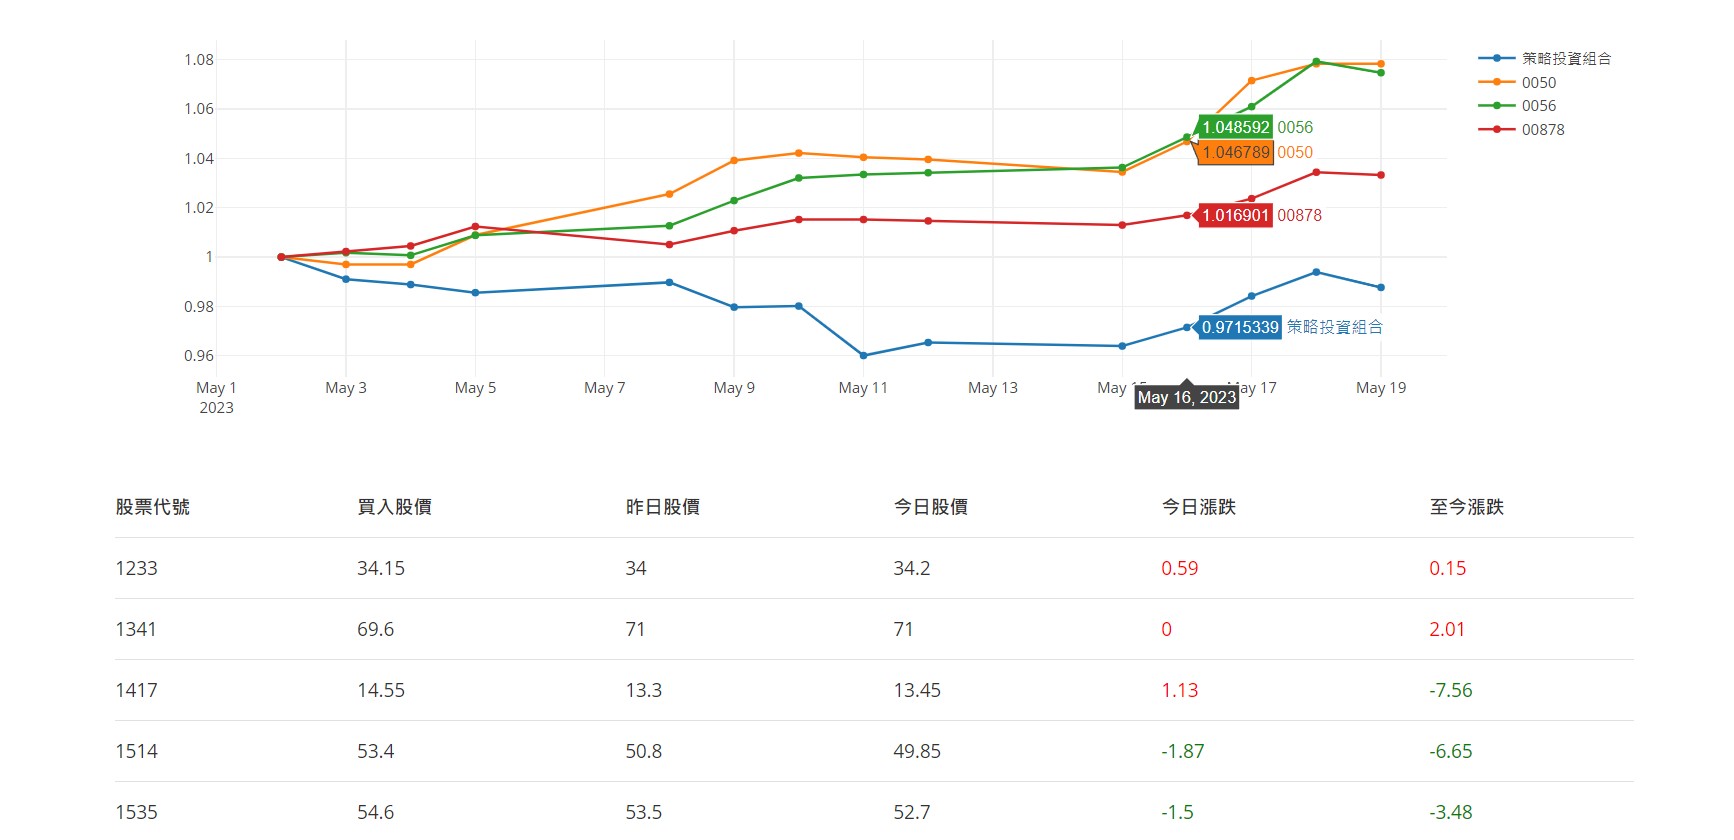 1.08
1.06
1.04
1.02
1
0.98
0.96
May 1
2023
May 3
May 5
May 7
May 9
May 11
May 13
May 15
May 17
May 19
May 16, 2023
1.048592 0056
1.046789 0050
1.016901 00878
0.9715339 策略投資組合
策略投資組合
0050
0056
00878
股票代號 買入股價 昨日股價 今日股價 今日漲跌 至今漲跌
1233 34.15 34 34.2 0.59 0.15
1341 69.6 71 71 0 2.01
1417 14.55 13.3 13.45 1.13 -7.56
1514 53.4 50.8 49.85 -1.87 -6.65
1535 54.6 53.5 52.7 -1.5 -3.48